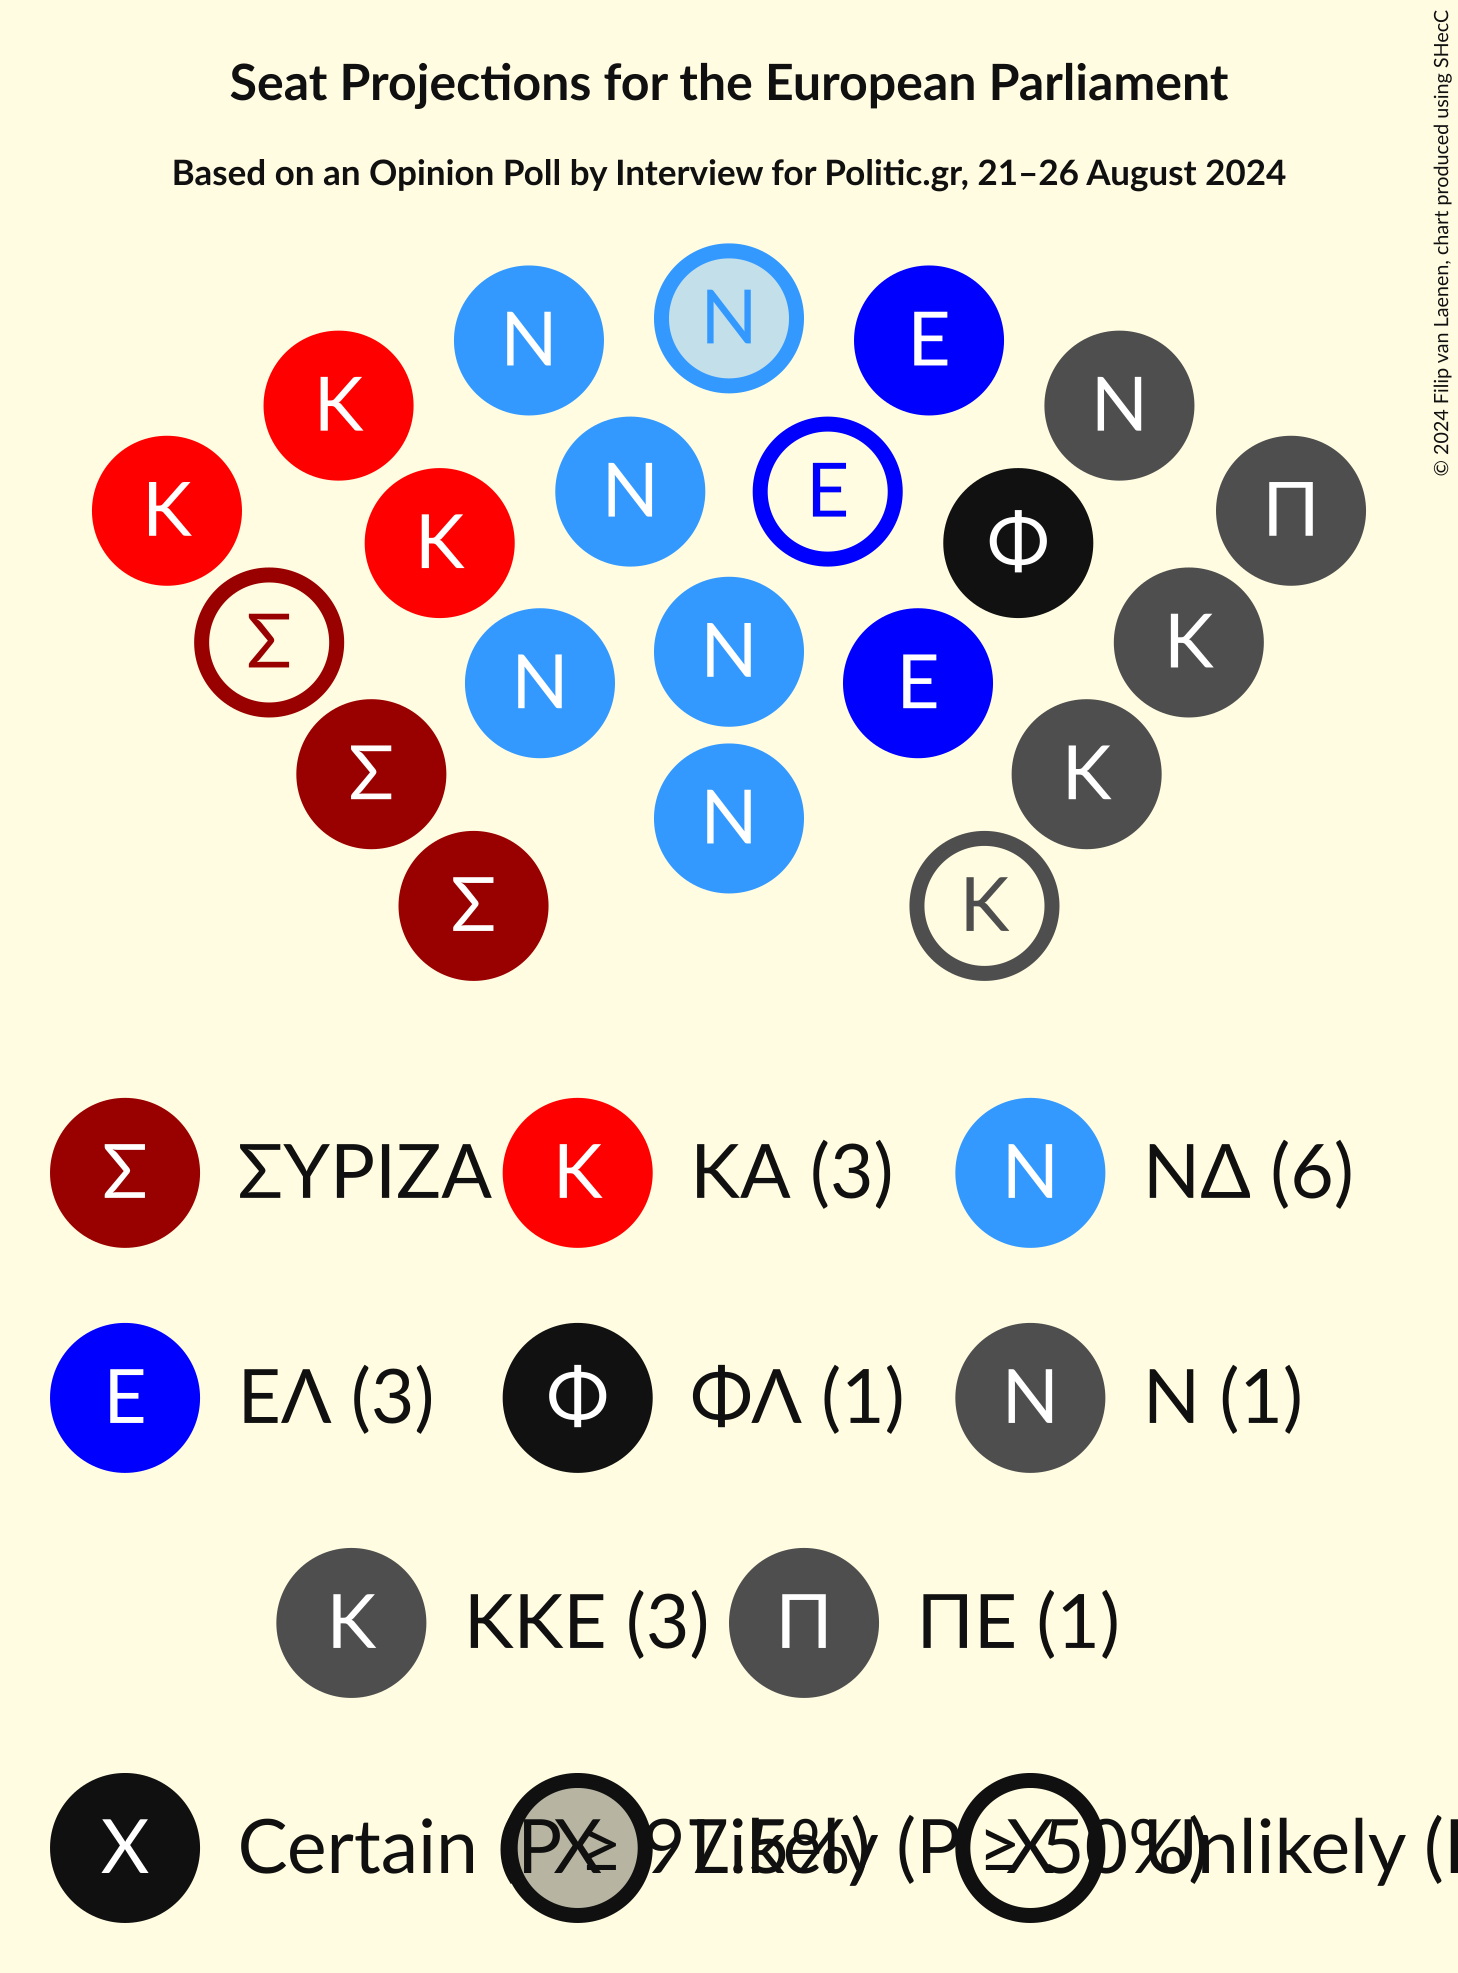 Seat Projections for the European Parliament
Based on an Opinion Poll by Interview for Politic.gr, 21–26 August 2024
© 2024 Filip van Laenen, chart produced using SHecC
Ν
Ν Ε
Κ Ν
Κ Π
Ν Ε
Κ Φ
Σ Κ
Ν
Ν Ε
Σ Κ
Ν
Σ Κ
Σ ΣΥΡΙΖΑ Κ ΚΑ (3) Ν ΝΔ (6)
Ε ΕΛ (3) Φ ΦΛ (1) Ν Ν (1)
Κ ΚΚΕ (3) Π ΠΕ (1)
X Certain (P ≥ 97.5%) X Likely (P ≥ 50%) X Unlikely (